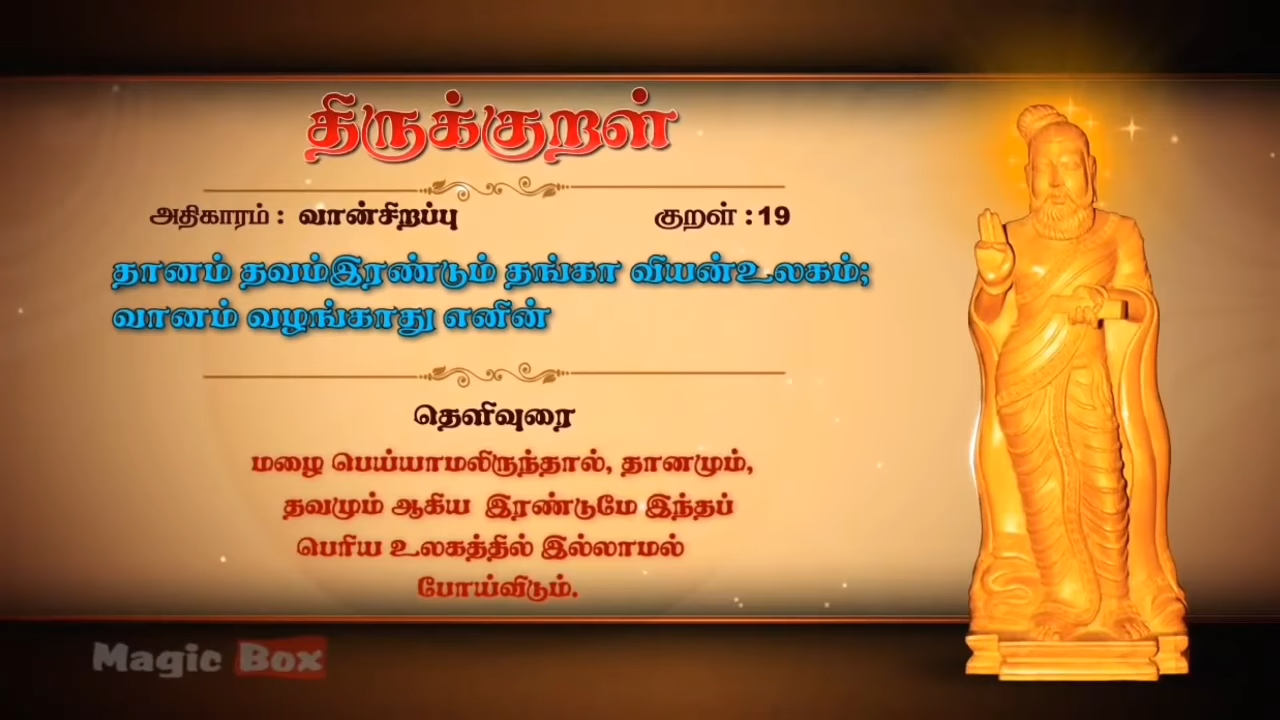 திருக்குறள்
அதிகாரம் : வான்சிறப்பு குறள் : 19
தானம் தவம்இரண்டும் தங்கா வியன்உலகம்;
வானம் வழங்காது எனின்
தெளிவுரை
மழை பெய்யாமலிருந்தால், தானமும்,
தவமும் ஆகிய இரண்டுமே இந்தப்
பெரிய உலகத்தில் இல்லாமல்
போய்விடும்.
Magic Box